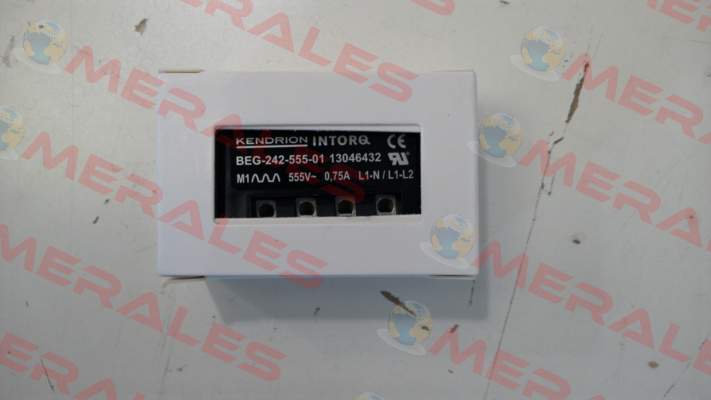 KENDRION INTORQ CE
BEG-242-555-01 13046432
M1 555V~ 0,75A L1-N / L1-L2
MERALES
MERALES
MERALES
MERALES
MERALES
MERALES